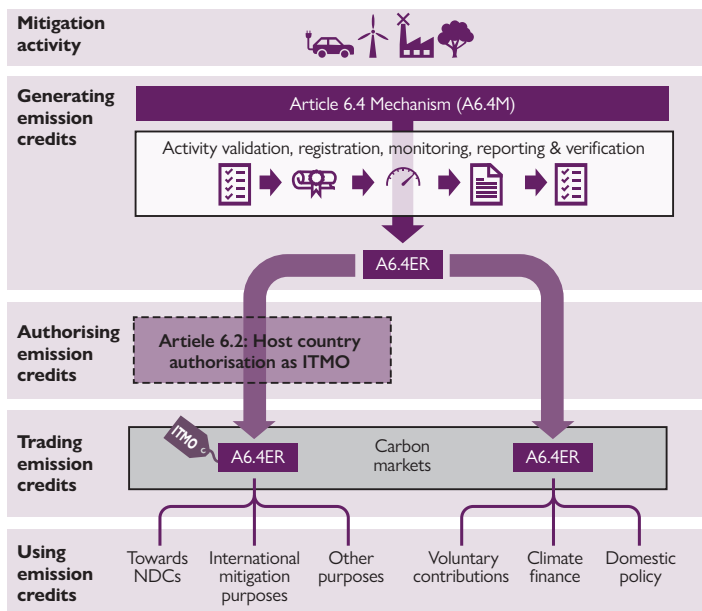 Mitigation
activity
Generating
emission
credits
Article 6.4 Mechanism (A6.4M)
Activity validation, registration, monitoring, reporting & verification
A6.4ER
Authorising
emission
credits
Artiele 6.2: Host country
authorisation as ITMO
Trading
emission
credits
ITMO
A6.4ER
Carbon
markets
A6.4ER
Using
emission
credits
Towards
NDCs
International
mitigation
purposes
Other
purposes
Voluntary
contributions
Climate
finance
Domestic
policy